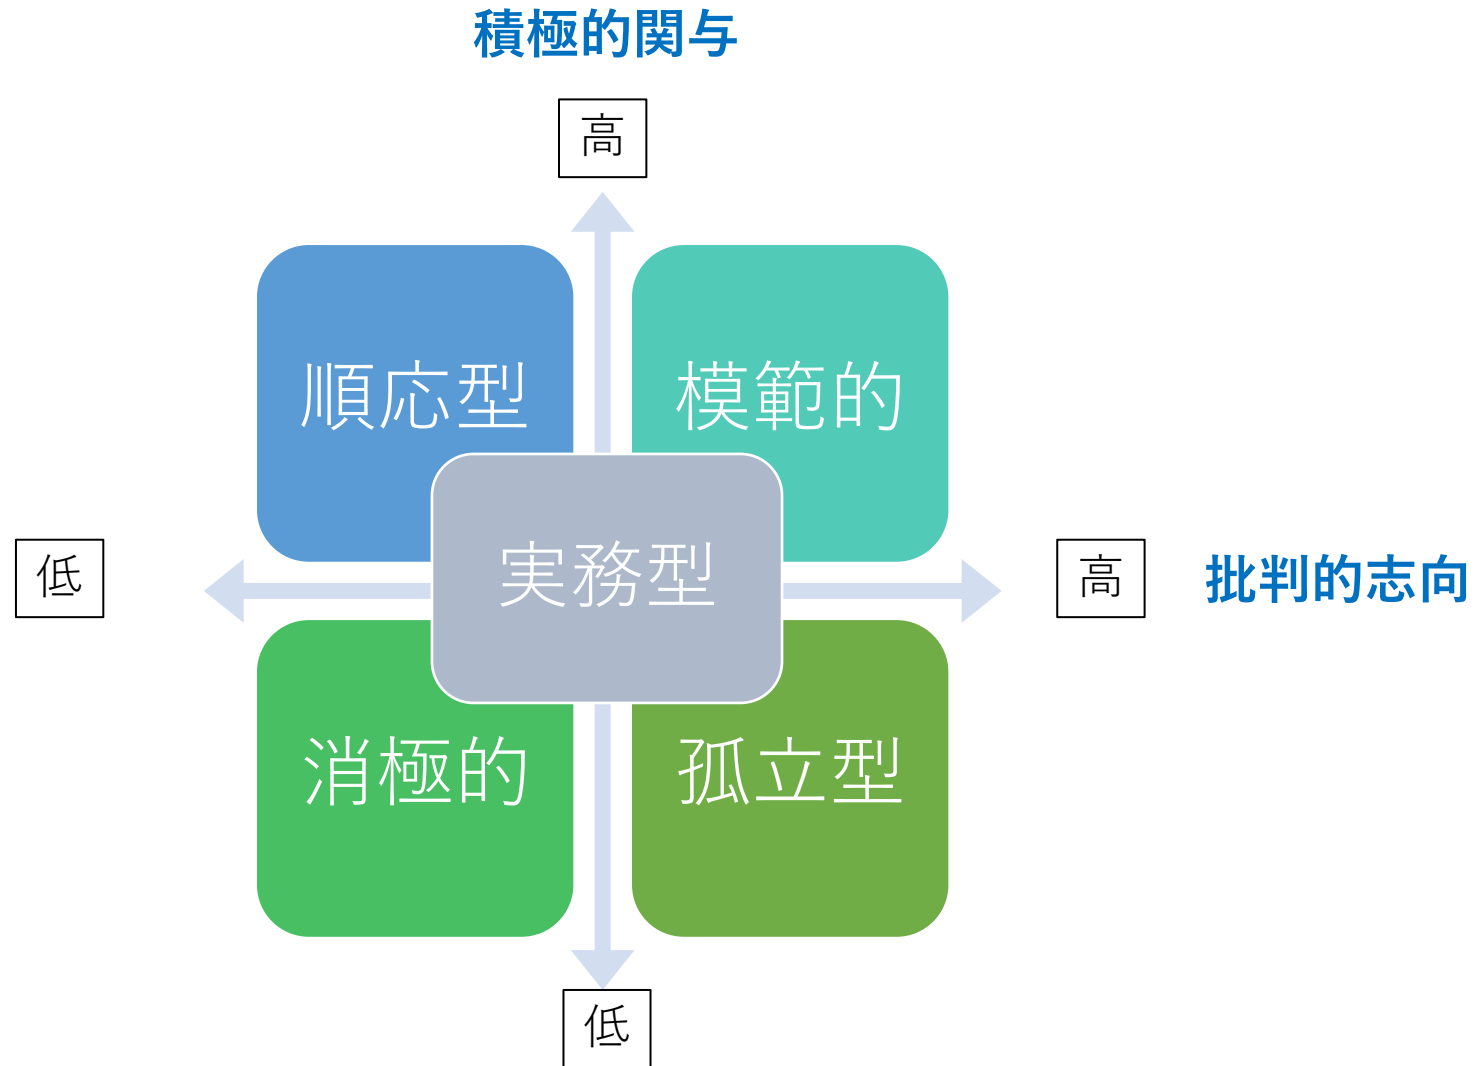 積極的関与
高
順応型
模範的
実務型
低
高
批判的志向
消極的
孤立型
低